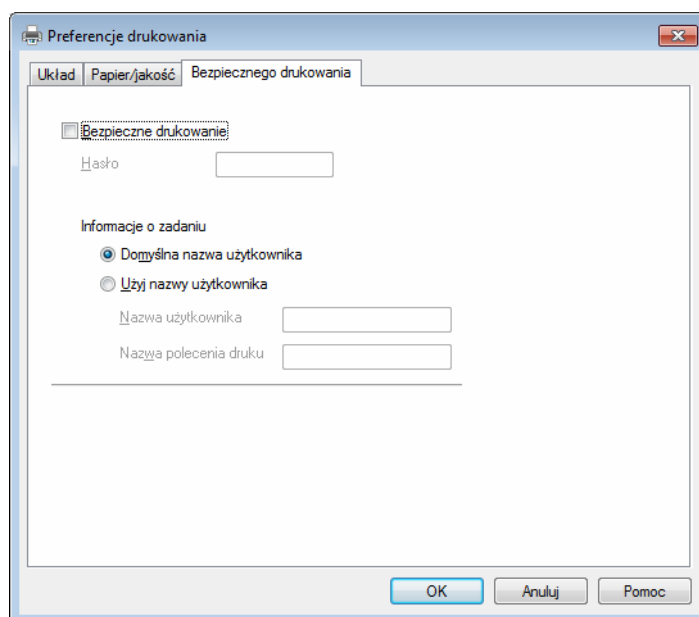 Preferencje drukowania
Układ Papier/jakość Bezpiecznego drukowania
Bezpieczne drukowanie
Hasło
Informacje o zadaniu
Domyślna nazwa użytkownika
Użyj nazwy użytkownika
Nazwa użytkownika
Nazwa polecenia druku
OK Anuluj Pomoc